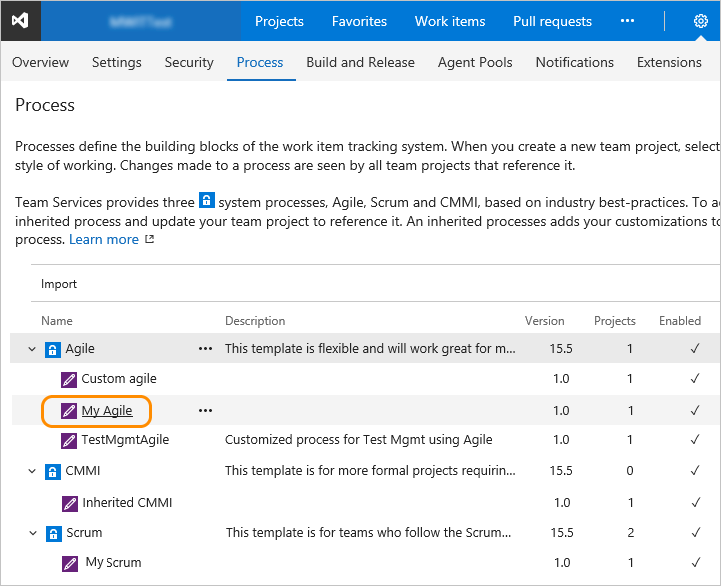 Projects Favorites Work items Pull requests ···
Overview Settings Security Process Build and Release Agent Pools Notifications Extensions
Process
Processes define the building blocks of the work item tracking system. When you create a new team project, select
style of working. Changes made to a process are seen by all team projects that reference it.
Team Services provides three system processes, Agile, Scrum and CMMI, based on industry best-practices. To a
inherited process and update your team project to reference it. An inherited processes adds your customizations to
process. Learn more
Import
Name Description Version Projects Enabled
Agile ··· This template is flexible and will work great for m... 15.5 1 ✓
Custom agile 1.0 1 ✓
My Agile ··· 1.0 1 ✓
TestMgmtAgile Customized process for Test Mgmt using Agile 1.0 1 ✓
CMMI This template is for more formal projects requirin... 15.5 0 ✓
Inherited CMMI 1.0 1 ✓
Scrum This template is for teams who follow the Scrum... 15.5 2 ✓
My Scrum 1.0 1 ✓